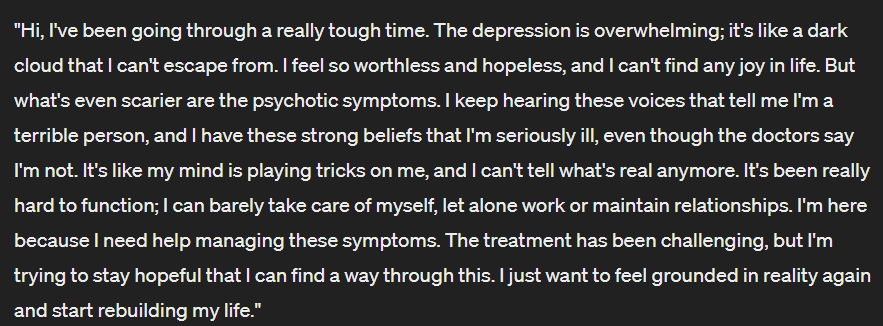 "Hi, I've been going through a really tough time. The depression is overwhelming; it's like a dark
cloud that I can't escape from. I feel so worthless and hopeless, and I can't find any joy in life. But
what's even scarier are the psychotic symptoms. I keep hearing these voices that tell me I'm a
terrible person, and I have these strong beliefs that I'm seriously ill, even though the doctors say
I'm not. It's like my mind is playing tricks on me, and I can't tell what's real anymore. It's been really
hard to function; I can barely take care of myself, let alone work or maintain relationships. I'm here
because I need help managing these symptoms. The treatment has been challenging, but I'm
trying to stay hopeful that I can find a way through this. I just want to feel grounded in reality again
and start rebuilding my life."